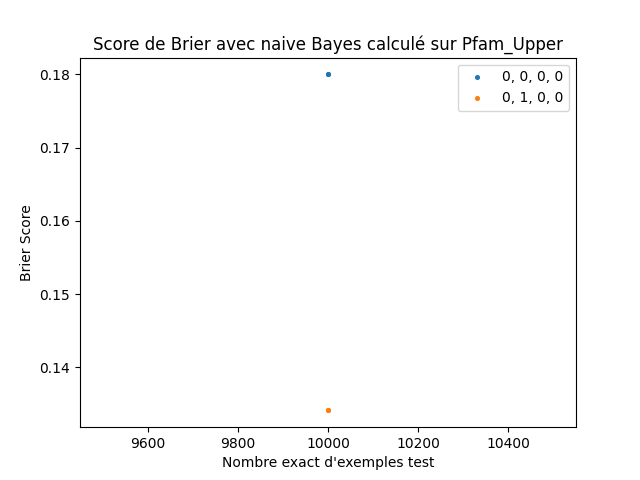 Score de Brier avec naive Bayes calculé sur Pfam_Upper
0.18
0.17
0.16
0.15
0.14
Brier Score
0, 0, 0, 0
0, 1, 0, 0
9600 9800 10000 10200 10400
Nombre exact d'exemples test